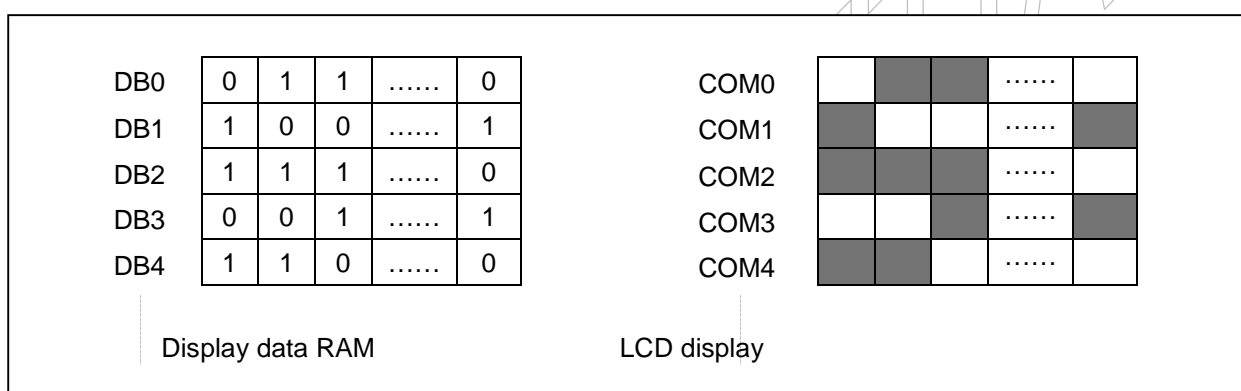 DB0 0 1 1 …… 0 COM0 ……
DB1 1 0 0 …… 1 COM1 ……
DB2 1 1 1 …… 0 COM2 ……
DB3 0 0 1 …… 1 COM3 ……
DB4 1 1 0 …… 0 COM4 ……
Display data RAM LCD display